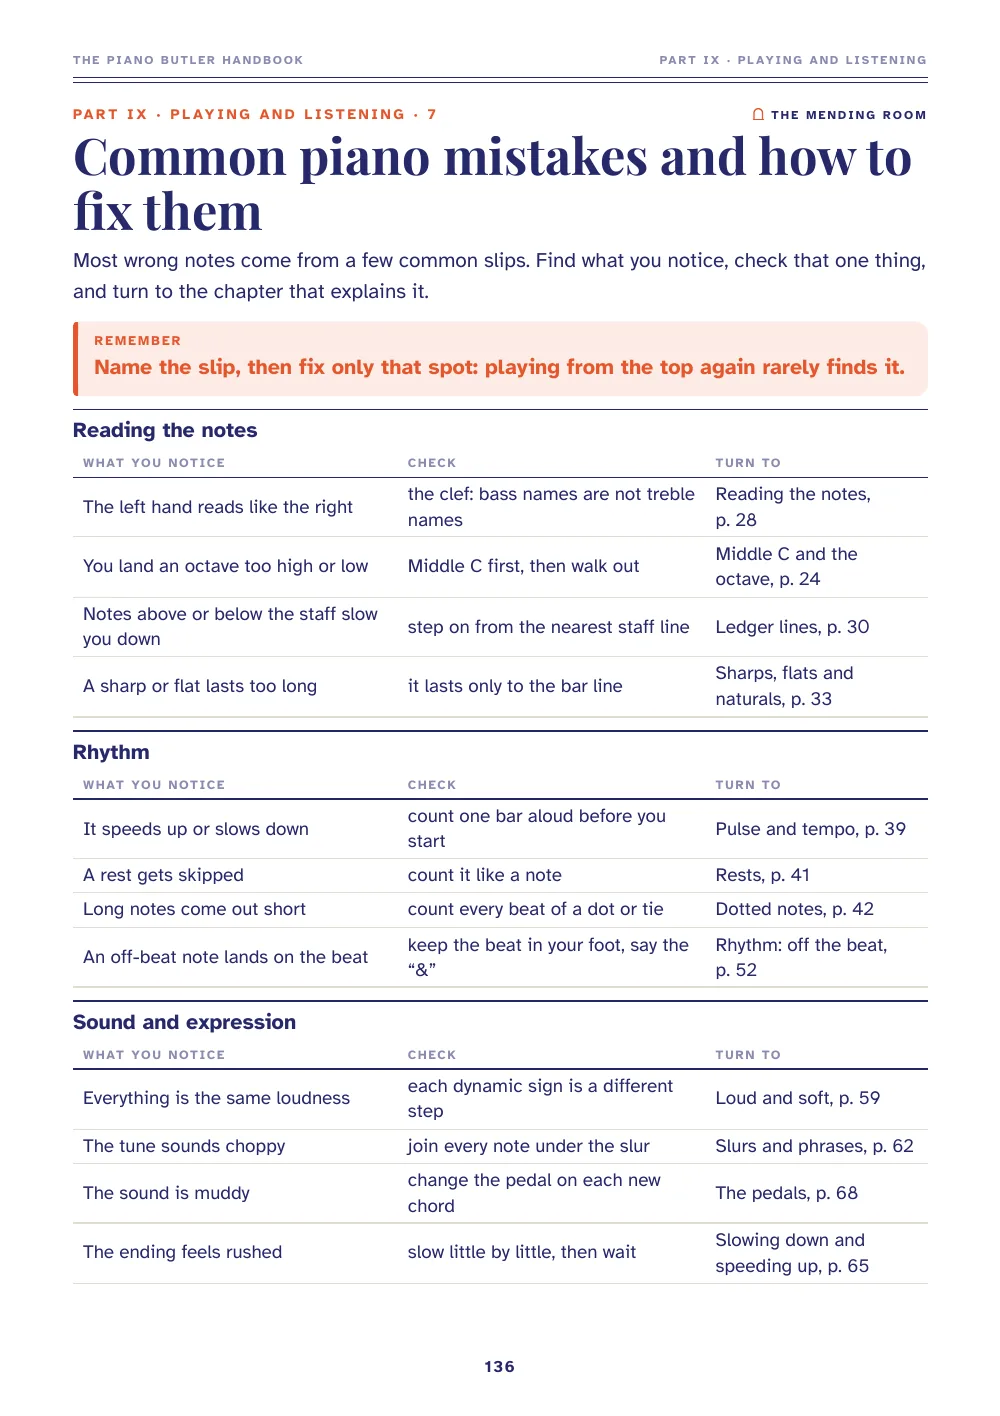 THE PIANO BUTLER HANDBOOK
PART IX · PLAYING AND LISTENING
PART IX · PLAYING AND LISTENING · 7
THE MENDING ROOM
Common piano mistakes and how to
fix them
Most wrong notes come from a few common slips. Find what you notice, check that one thing,
and turn to the chapter that explains it.
REMEMBER
Name the slip, then fix only that spot: playing from the top again rarely finds it.
Reading the notes
WHAT YOU NOTICE CHECK TURN TO
The left hand reads like the right
the clef: bass names are not treble
names
Reading the notes,
p. 28
You land an octave too high or low
Middle C first, then walk out
Middle C and the
octave, p. 24
Notes above or below the staff slow
you down
step on from the nearest staff line
Ledger lines, p. 30
A sharp or flat lasts too long
it lasts only to the bar line
Sharps, flats and
naturals, p. 33
Rhythm
WHAT YOU NOTICE CHECK TURN TO
It speeds up or slows down
count one bar aloud before you
start
Pulse and tempo, p. 39
A rest gets skipped
count it like a note
Rests, p. 41
Long notes come out short
count every beat of a dot or tie
Dotted notes, p. 42
An off-beat note lands on the beat
keep the beat in your foot, say the
“&”
Rhythm: off the beat,
p. 52
Sound and expression
WHAT YOU NOTICE CHECK TURN TO
Everything is the same loudness
each dynamic sign is a different
step
Loud and soft, p. 59
The tune sounds choppy
join every note under the slur
Slurs and phrases, p. 62
The sound is muddy
change the pedal on each new
chord
The pedals, p. 68
The ending feels rushed
slow little by little, then wait
Slowing down and
speeding up, p. 65
136